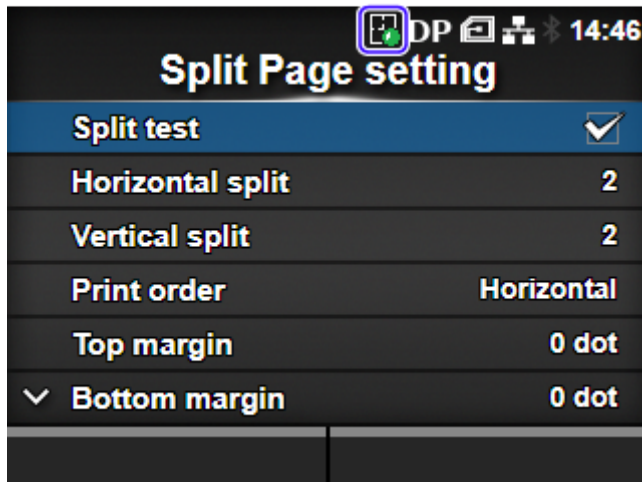 DP 14:46
Split Page setting
Split test
Horizontal split 2
Vertical split 2
Print order Horizontal
Top margin 0 dot
Bottom margin 0 dot